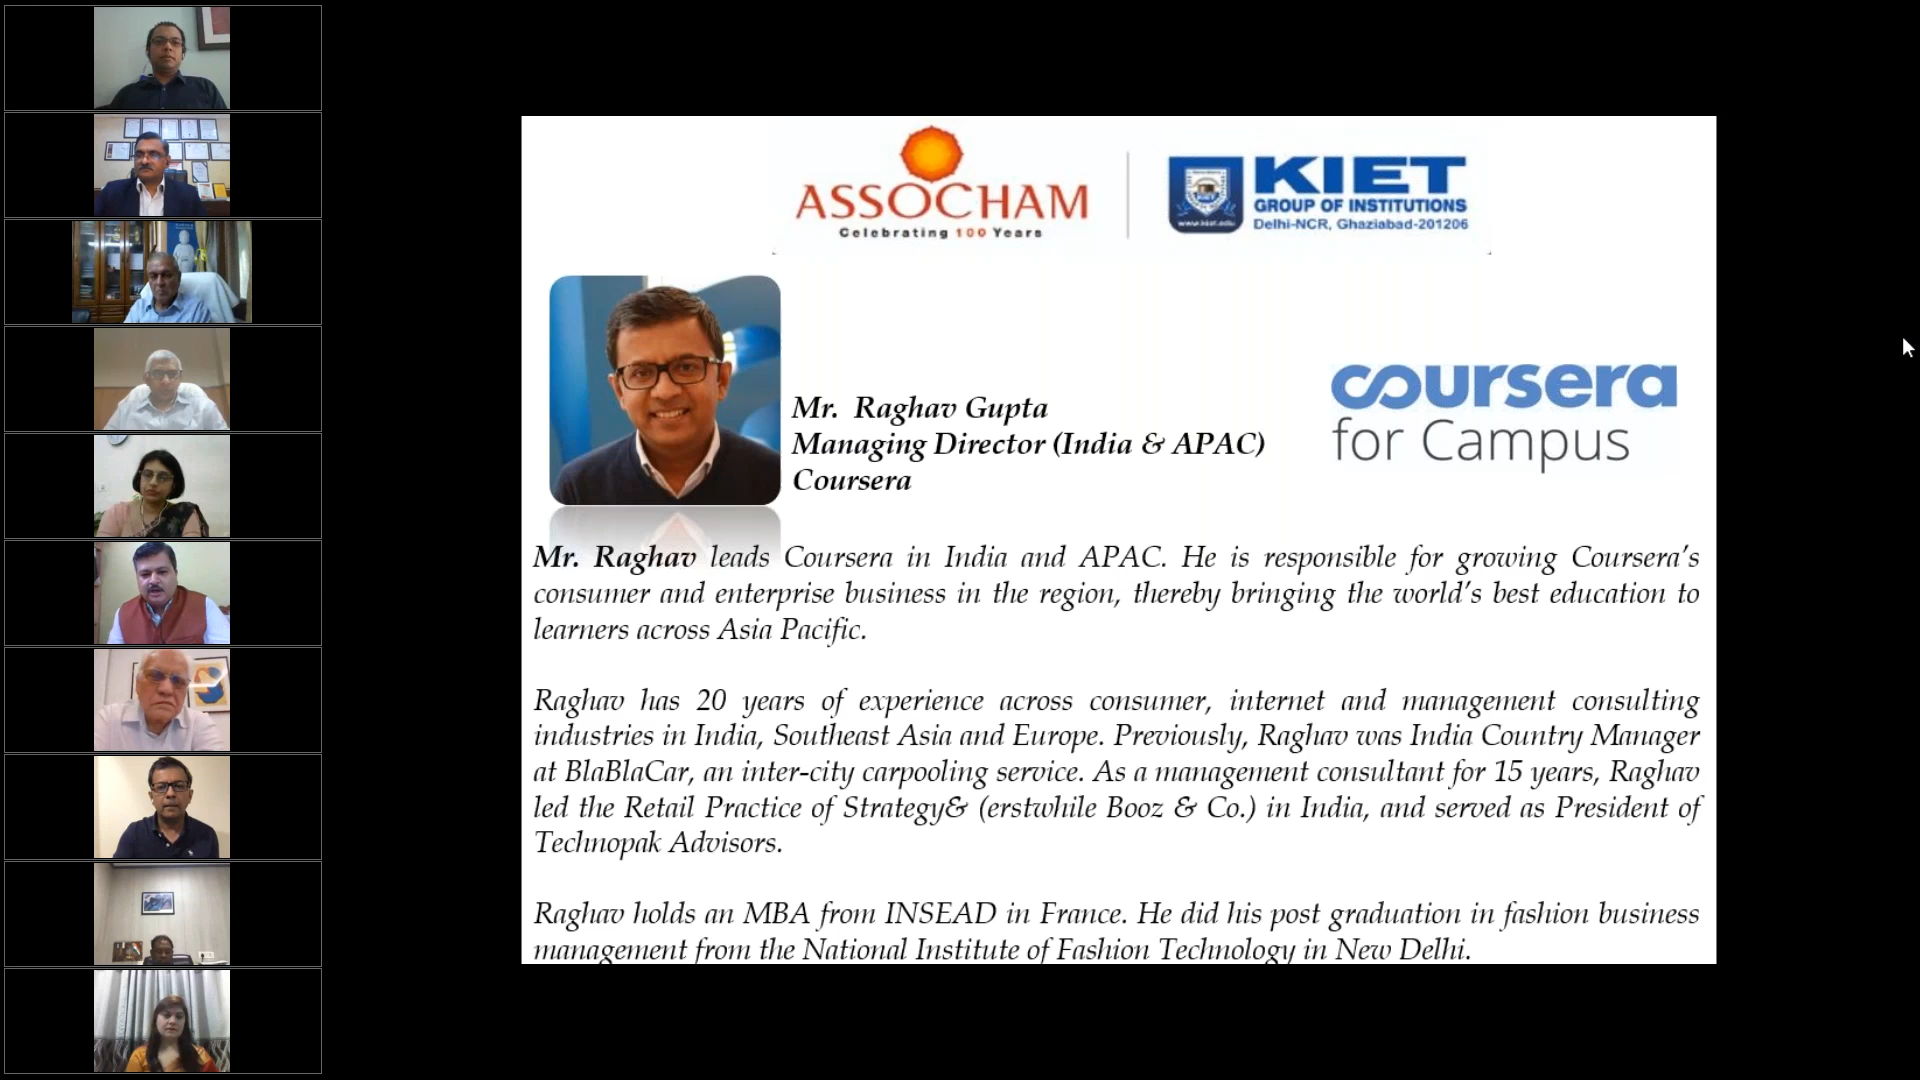 ASSOCHAM
Celebrating 100 Years
KIET
GROUP OF INSTITUTIONS
Delhi-NCR, Ghaziabad-201206
KIET
www.kiet.edu
Mr. Raghav Gupta
Managing Director (India & APAC)
Coursera
coursera
for Campus
Mr. Raghav leads Coursera in India and APAC. He is responsible for growing Coursera's
consumer and enterprise business in the region, thereby bringing the world's best education to
learners across Asia Pacific.
Raghav has 20 years of experience across consumer, internet and management consulting
industries in India, Southeast Asia and Europe. Previously, Raghav was India Country Manager
at BlaBlaCar, an inter-city carpooling service. As a management consultant for 15 years, Raghav
led the Retail Practice of Strategy& (erstwhile Booz & Co.) in India, and served as President of
Technopak Advisors.
Raghav holds an MBA from INSEAD in France. He did his post graduation in fashion business
management from the National Institute of Fashion Technology in New Delhi.